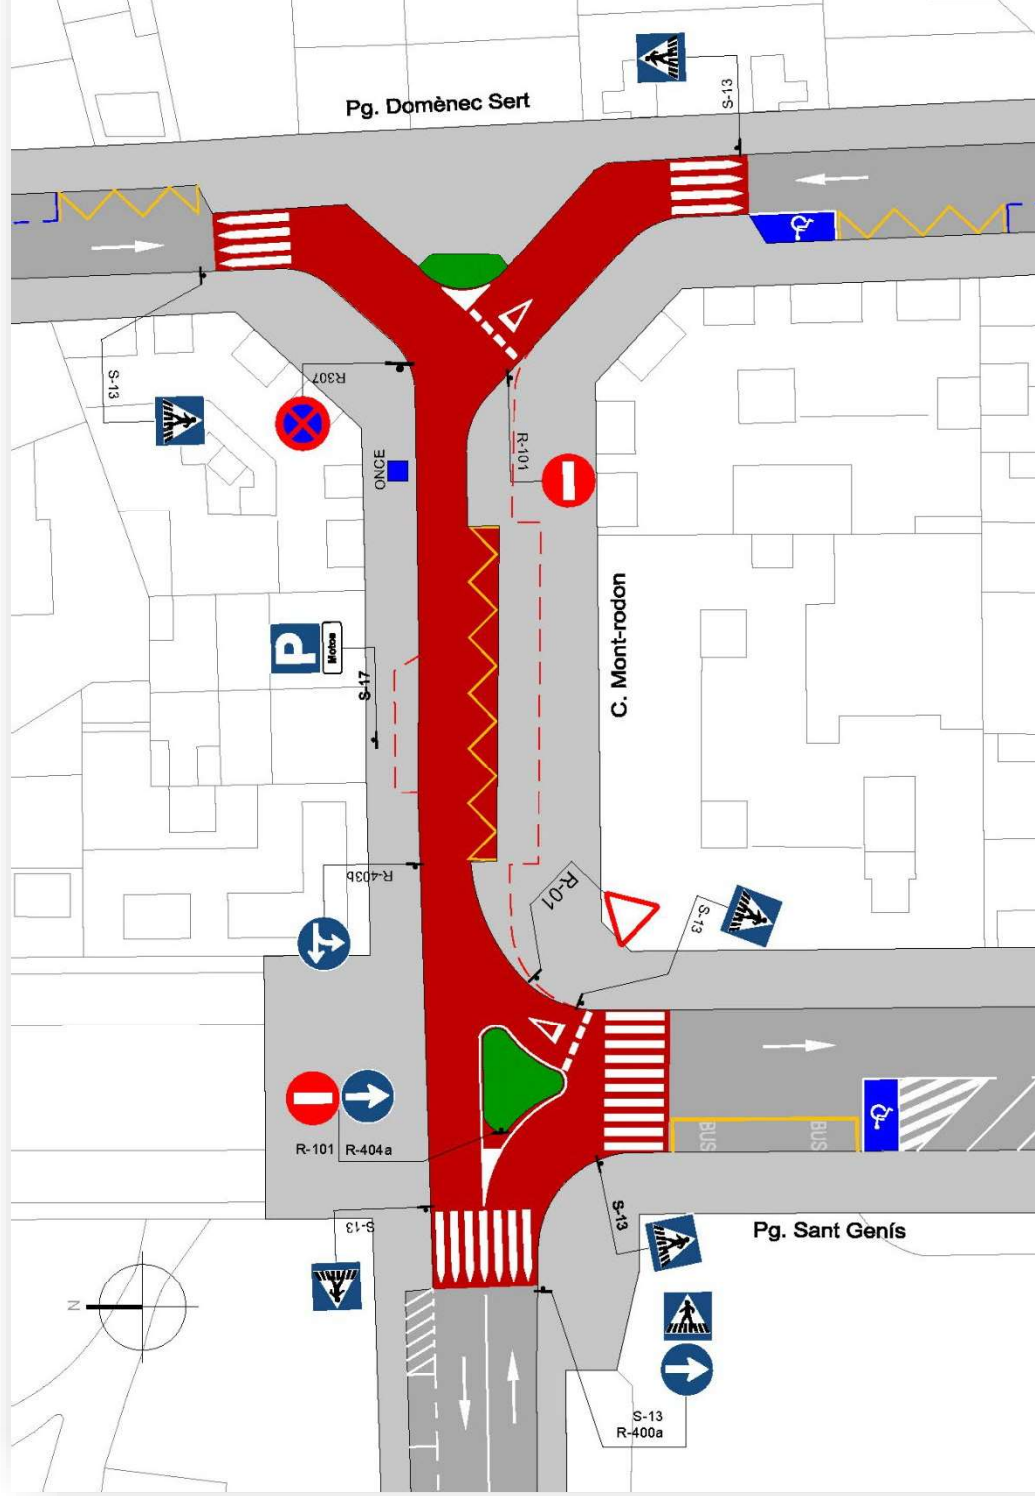 Pg. Domènec Sert
S-13
S-13
R307
ONCE
R-101
P
Motos
S-17
C. Mont-rodon
R-403b
R-01
S-13
R-101
R-404a
BUS
BUS
S-13
S-13
Pg. Sant Genís
N
S-13
R-400a